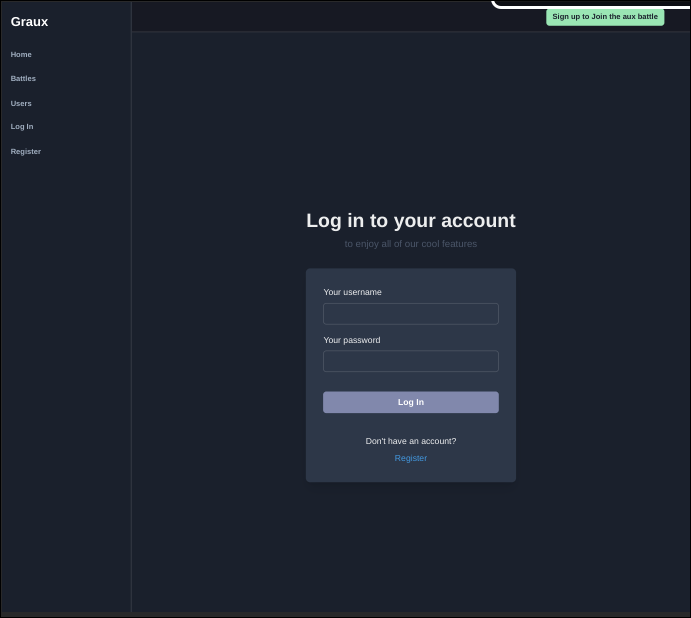 Graux
Sign up to Join the aux battle
Home
Battles
Users
Log In
Register
Log in to your account
to enjoy all of our cool features
Your username
Your password
Log In
Don't have an account?
Register